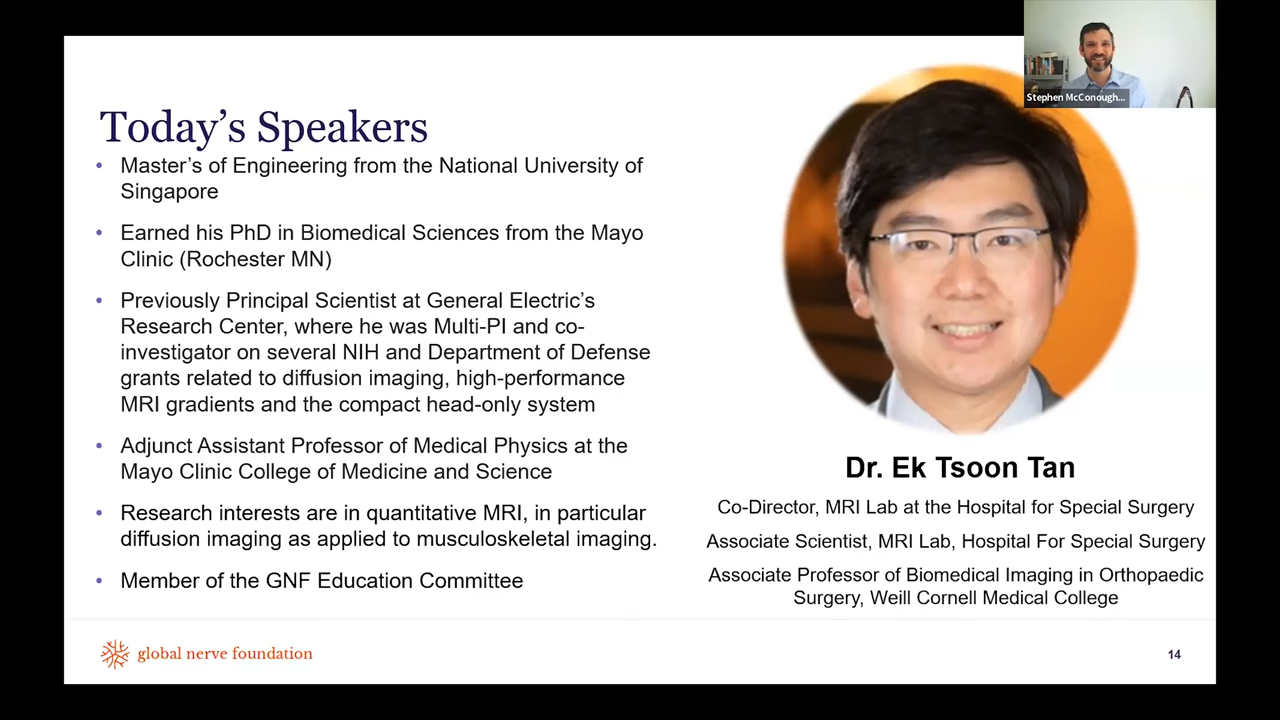 Stephen McConough...
Today's Speakers
• Master's of Engineering from the National University of
Singapore
• Earned his PhD in Biomedical Sciences from the Mayo
Clinic (Rochester MN)
• Previously Principal Scientist at General Electric's
Research Center, where he was Multi-PI and co-
investigator on several NIH and Department of Defense
grants related to diffusion imaging, high-performance
MRI gradients and the compact head-only system
• Adjunct Assistant Professor of Medical Physics at the
Mayo Clinic College of Medicine and Science
• Research interests are in quantitative MRI, in particular
diffusion imaging as applied to musculoskeletal imaging.
• Member of the GNF Education Committee
Dr. Ek Tsoon Tan
Co-Director, MRI Lab at the Hospital for Special Surgery
Associate Scientist, MRI Lab, Hospital For Special Surgery
Associate Professor of Biomedical Imaging in Orthopaedic
Surgery, Weill Cornell Medical College
global nerve foundation
14